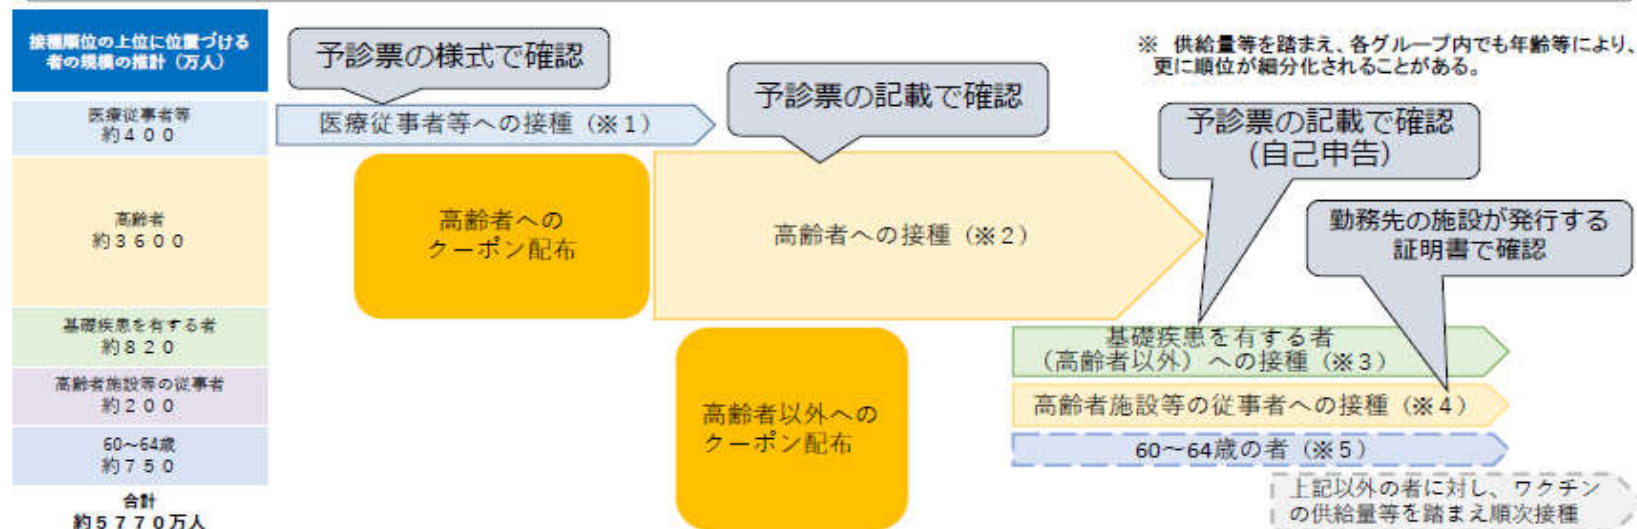 接種順位の上位に位置づける
者の規模の推計（万人）
予診票の様式で確認
※　供給量等を踏まえ、各グループ内でも年齢等により、
更に順位が細分化されることがある。
予診票の記載で確認
医療従事者等
約４００
医療従事者等への接種（※１）
予診票の記載で確認
(自己申告)
高齢者
約３６００
高齢者への
クーポン配布
高齢者への接種（※２）
勤務先の施設が発行する
証明書で確認
基礎疾患を有する者
約８２０
基礎疾患を有する者
（高齢者以外）への接種（※３）
高齢者施設等の従事者
約２００
高齢者以外への
クーポン配布
高齢者施設等の従事者への接種（※４）
60～64歳
約７５０
60～64歳の者（※５）
合計
約５７７０万人
上記以外の者に対し、ワクチン
の供給量等を踏まえ順次接種